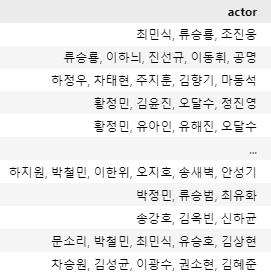 actor
최민식, 류승룡, 조진웅
류승룡, 이하늬, 진선규, 이동휘, 공명
하정우, 차태현, 주지훈, 김향기, 마동석
황정민, 김윤진, 오달수, 정진영
황정민, 유아인, 유해진, 오달수
...
하지원, 박철민, 이한위, 오지호, 송새벽, 안성기
박정민, 류승범, 최유화
송강호, 김옥빈, 신하균
문소리, 박철민, 최민식, 유승호, 김상현
차승원, 김성균, 이광수, 권소현, 김혜준